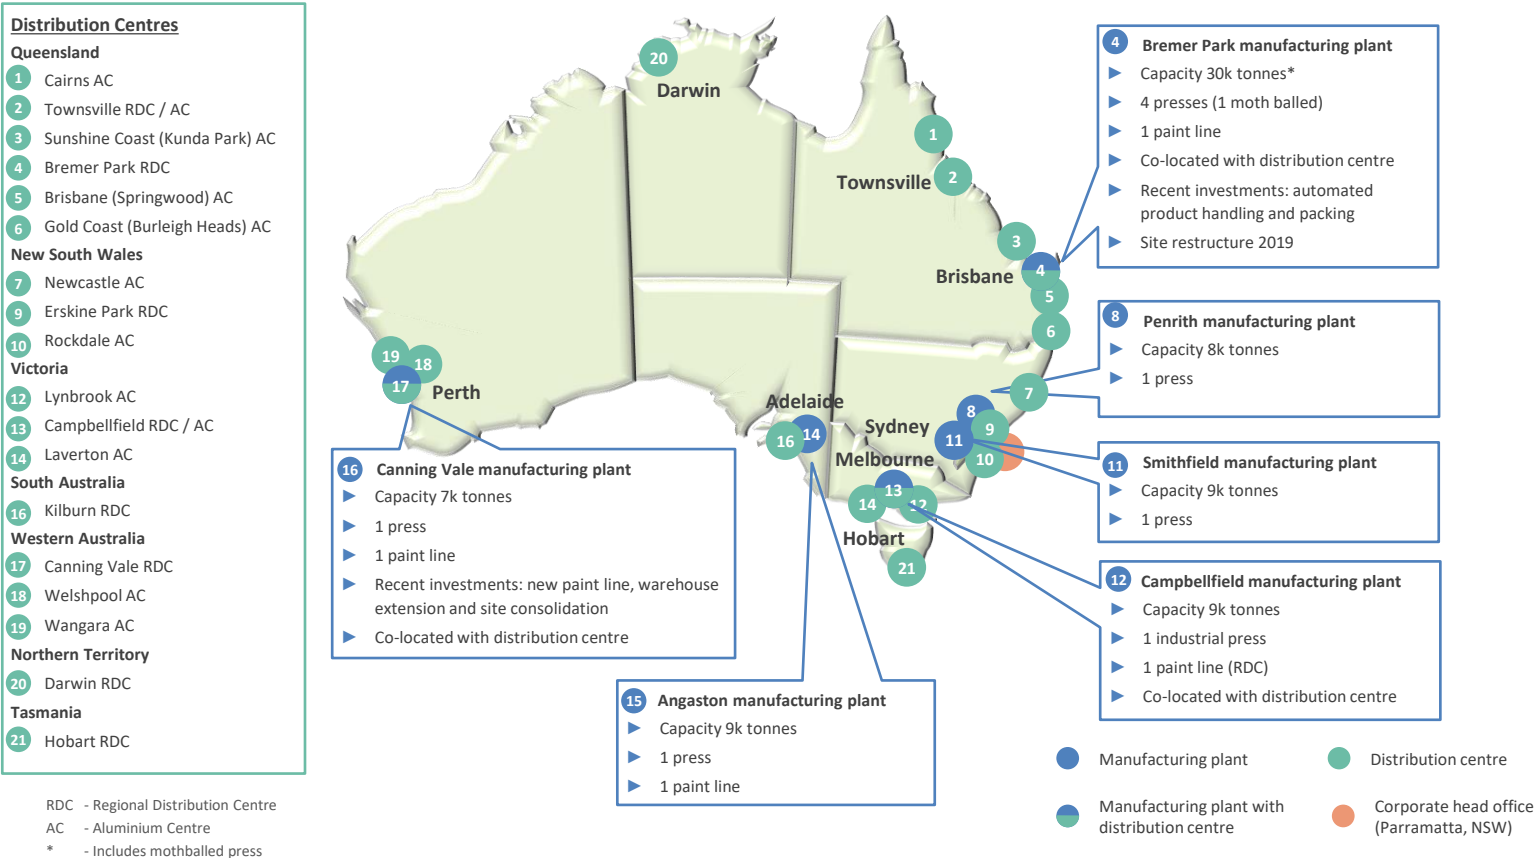 Distribution Centres
Queensland
1 Cairns AC
2 Townsville RDC / AC
3 Sunshine Coast (Kunda Park) AC
4 Bremer Park RDC
5 Brisbane (Springwood) AC
6 Gold Coast (Burleigh Heads) AC
New South Wales
7 Newcastle AC
9 Erskine Park RDC
10 Rockdale AC
Victoria
12 Lynbrook AC
13 Campbellfield RDC / AC
14 Laverton AC
South Australia
16 Kilburn RDC
Western Australia
17 Canning Vale RDC
18 Welshpool AC
19 Wangara AC
Northern Territory
20 Darwin RDC
Tasmania
21 Hobart RDC
RDC - Regional Distribution Centre
AC - Aluminium Centre
* - Includes mothballed press
20
Darwin
1
Townsville 2
3
Brisbane 4
5
6
7
19 18
17 Perth
Adelaide
16 14
Sydney
8
9
11
10
Melbourne
14 13 12
Hobart
21
4 Bremer Park manufacturing plant
Capacity 30k tonnes*
4 presses (1 moth balled)
1 paint line
Co-located with distribution centre
Recent investments: automated
product handling and packing
Site restructure 2019
8 Penrith manufacturing plant
Capacity 8k tonnes
1 press
11 Smithfield manufacturing plant
Capacity 9k tonnes
1 press
12 Campbellfield manufacturing plant
Capacity 9k tonnes
1 industrial press
1 paint line (RDC)
Co-located with distribution centre
16 Canning Vale manufacturing plant
Capacity 7k tonnes
1 press
1 paint line
Recent investments: new paint line, warehouse
extension and site consolidation
Co-located with distribution centre
15 Angaston manufacturing plant
Capacity 9k tonnes
1 press
1 paint line
Manufacturing plant
Distribution centre
Manufacturing plant with
distribution centre
Corporate head office
(Parramatta, NSW)